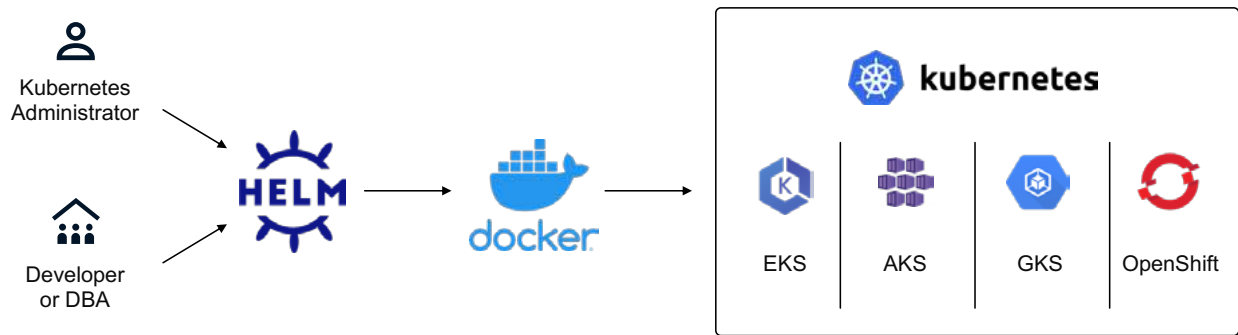 Kubernetes
Administrator
Developer
or DBA
HELM
docker
kubernetes
K
EKS
AKS
GKS
OpenShift